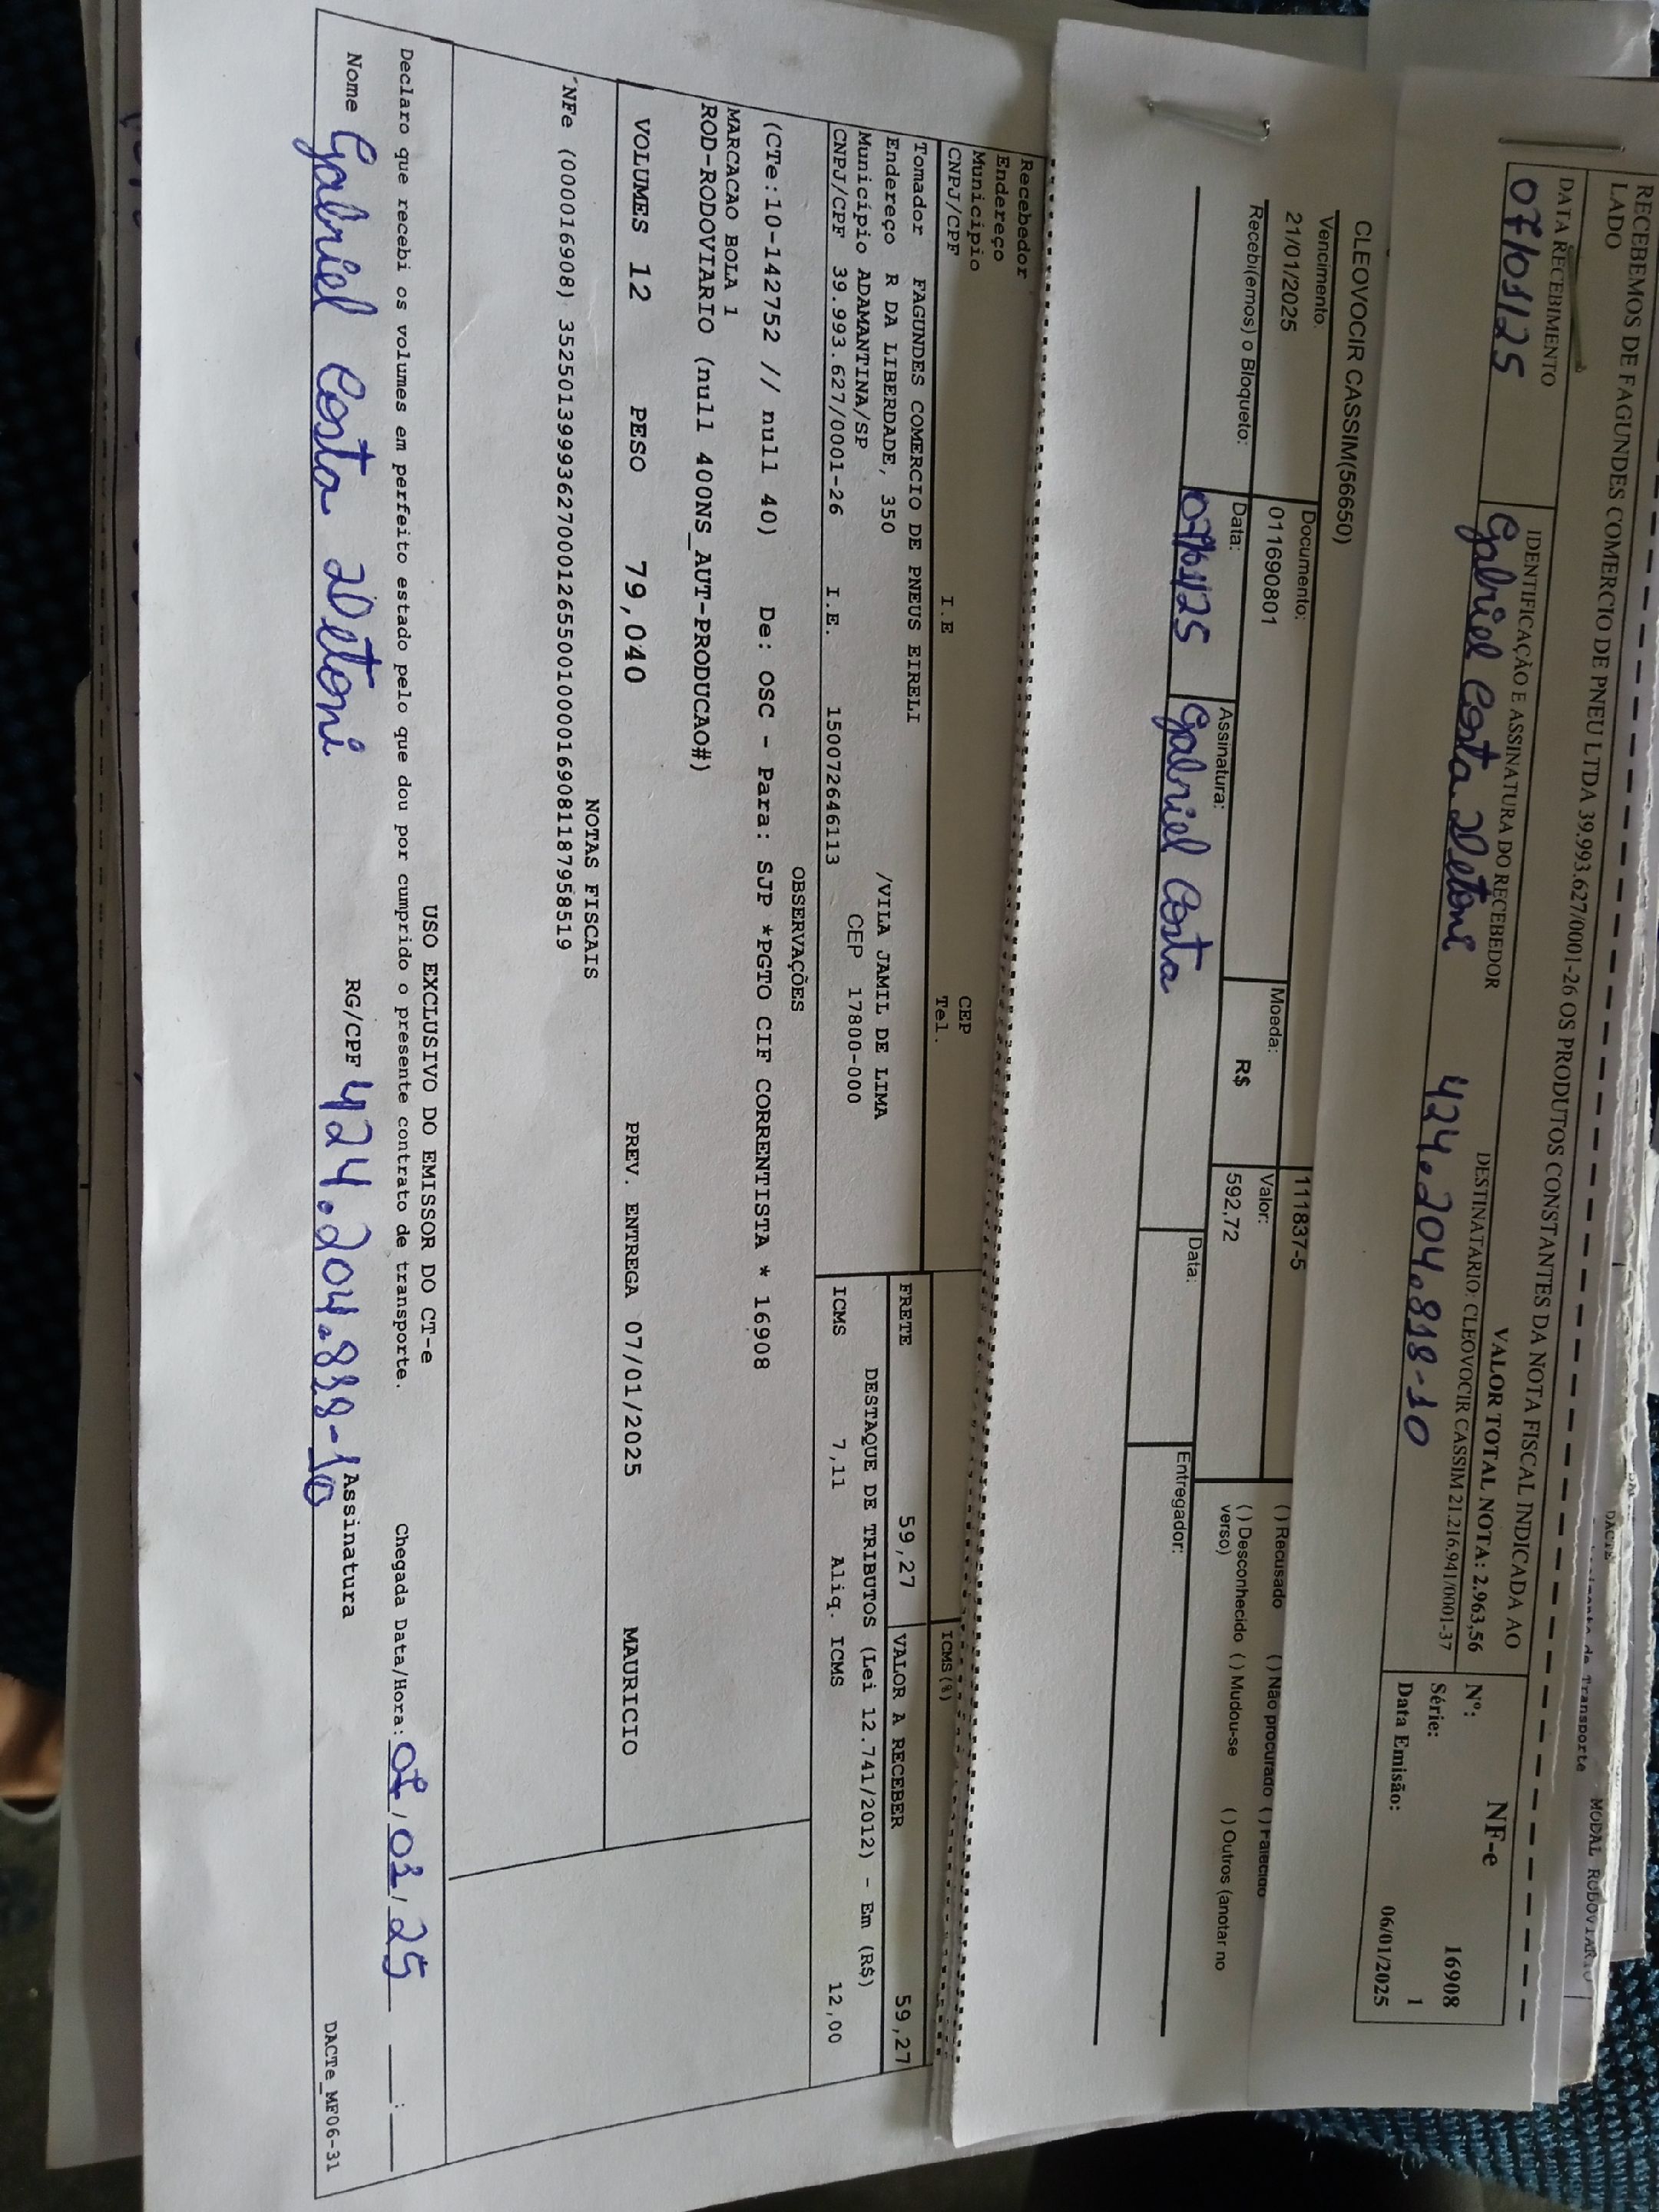 DACTE
MODAL RODOVIARIO
RECEBEMOS DE FAGUNDES COMERCIO DE PNEU LTDA 39.993.627/0001-26 OS PRODUTOS CONSTANTES DA NOTA FISCAL INDICADA AO
LADO
VALOR TOTAL NOTA: 2.963,56
DESTINATARIO: CLEOVOCIR CASSIM 21.216.941/0001-37
DATA RECEBIMENTO
IDENTIFICAÇÃO E ASSINATURA DO RECEBEDOR
07/01/25
Gabriel Costa Detoni 424.204.818-10
NF-e
Nº: 16908
Série: 1
Data Emisão: 06/01/2025
CLEOVOCIR CASSIM(56650)
Vencimento: Documento: 111837-5
21/01/2025 011690801 Moeda: Valor:
R$ 592,72
Recebi(emos) o Bloqueto: Data: Assinatura: Data: Entregador:
07/01/25 Gabriel Costa
( ) Recusado ( ) Não procurado ( ) Falecido
( ) Desconhecido ( ) Mudou-se ( ) Outros (anotar no
verso)
Recebedor
Endereço
Municipio CEP
CNPJ/CPF I.E Tel. ICMS(%)
Tomador FAGUNDES COMERCIO DE PNEUS EIRELI
Endereço R DA LIBERDADE, 350 /VILA JAMIL DE LIMA
Município ADAMANTINA/SP CEP 17800-000
CNPJ/CPF 39.993.627/0001-26 I.E. 150072646113
FRETE 59,27 VALOR A RECEBER 59,27
DESTAQUE DE TRIBUTOS (Lei 12.741/2012) - Em (R$)
ICMS 7,11 Aliq. ICMS 12,00
OBSERVAÇÕES
(CTe:10-142752 // null 40) De: OSC - Para: SJP *PGTO CIF CORRENTISTA * 16908
MARCACAO BOLA 1
ROD-RODOVIARIO (null 400NS_AUT-PRODUCAO#)
VOLUMES 12 PESO 79,040 PREV. ENTREGA 07/01/2025 MAURICIO
NOTAS FISCAIS
NFe (000016908) 35250139993627000126550010000169081187958519
USO EXCLUSIVO DO EMISSOR DO CT-e
Declaro que recebi os volumes em perfeito estado pelo que dou por cumprido o presente contrato de transporte. Chegada Data/Hora: 07/01/25 __:__
Nome Gabriel Costa Detoni RG/CPF 424.204.818-10 Assinatura
DACTe_MF06-31